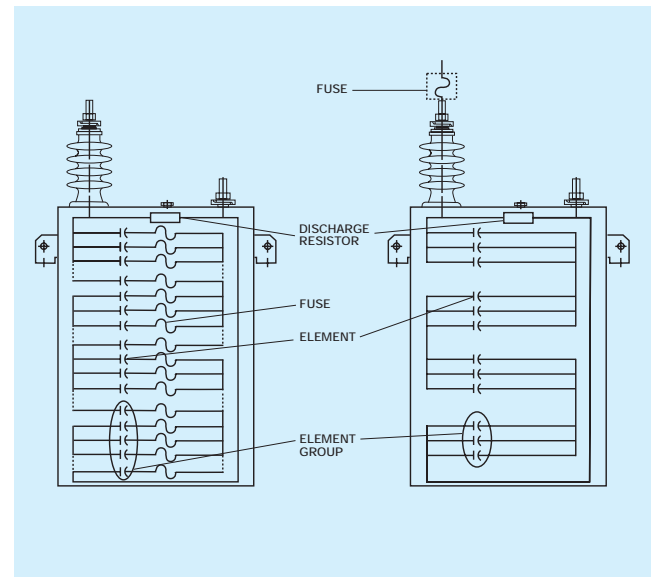 FUSE
DISCHARGE
RESISTOR
FUSE
ELEMENT
ELEMENT
GROUP